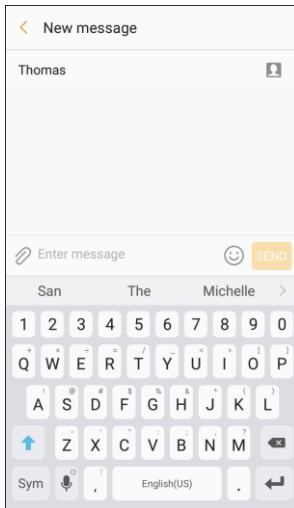 New message
Thomas
Enter message
SEND
San The Michelle
1 2 3 4 5 6 7 8 9 0
Q W E R T Y U I O P
A S D F G H J K L
Z X C V B N M
Sym , English(US) .